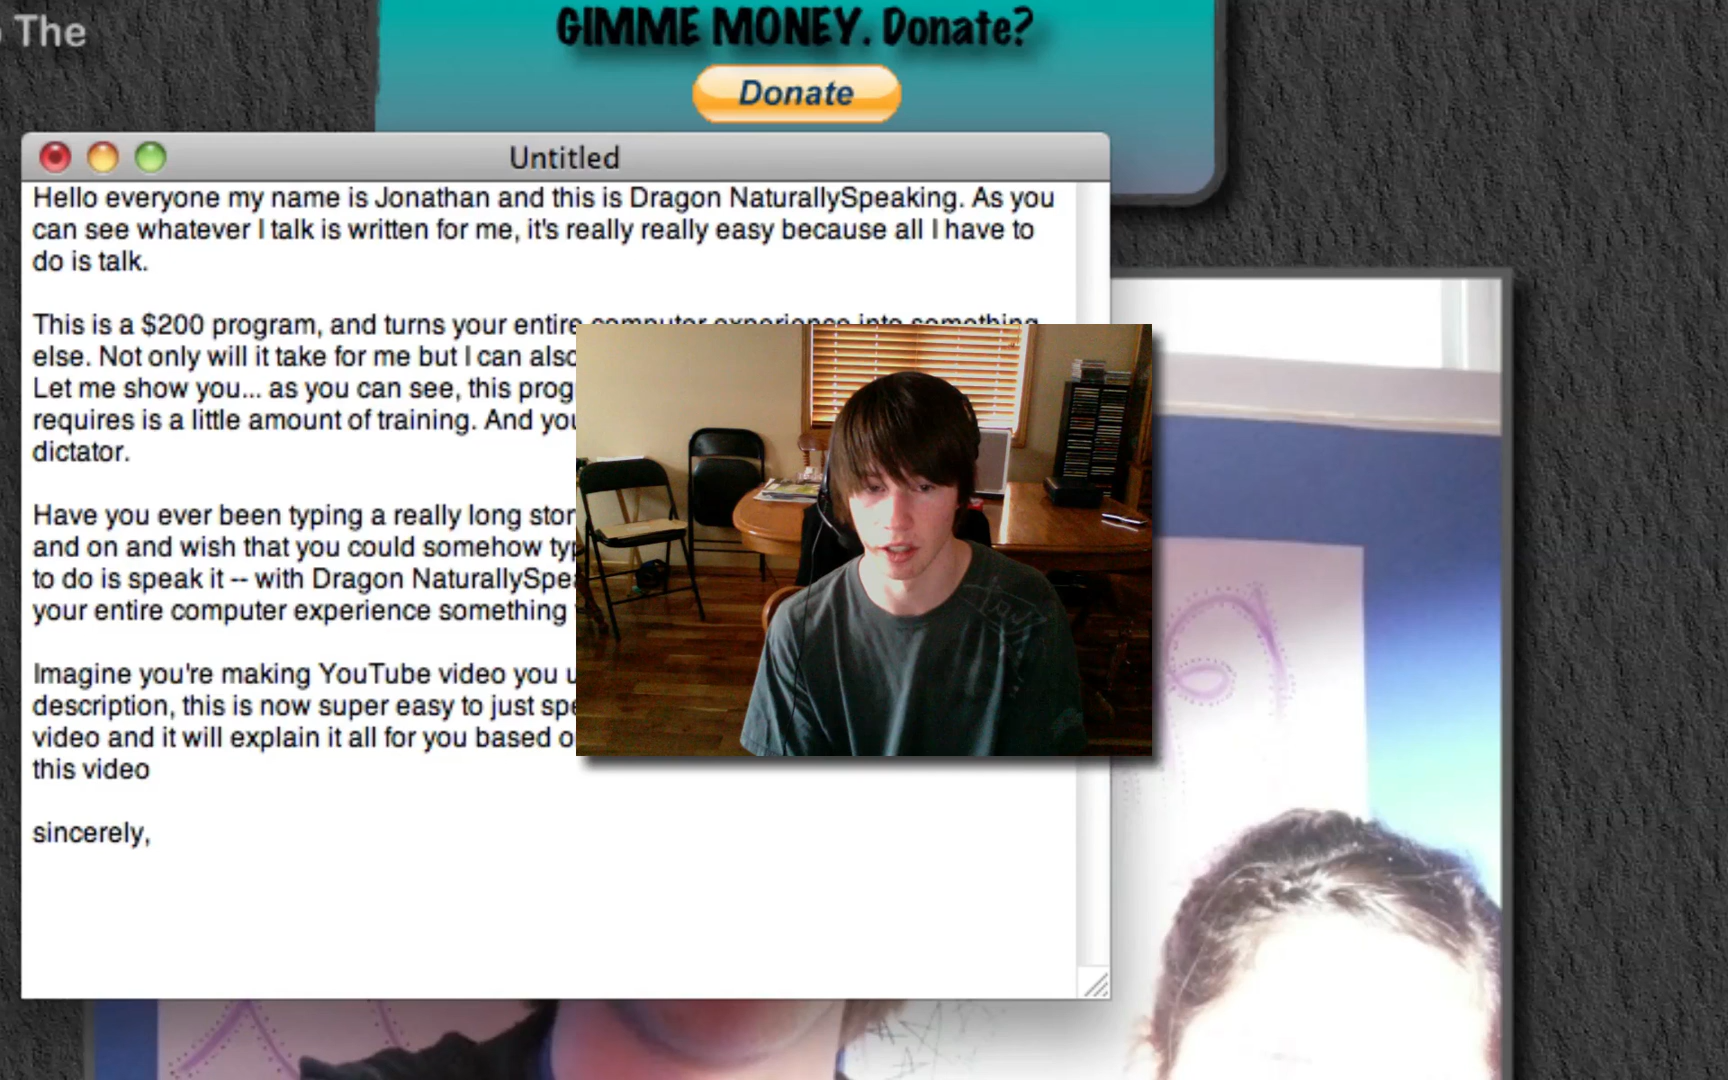 The
GIMME MONEY. Donate?
Donate
Untitled
Hello everyone my name is Jonathan and this is Dragon NaturallySpeaking. As you
can see whatever I talk is written for me, it's really really easy because all I have to
do is talk.
This is a $200 program, and turns your entire computer experience into something
else. Not only will it take for me but I can also
Let me show you... as you can see, this prog
requires is a little amount of training. And you
dictator.
Have you ever been typing a really long stor
and on and wish that you could somehow typ
to do is speak it -- with Dragon NaturallySpea
your entire computer experience something
Imagine you're making YouTube video you u
description, this is now super easy to just spe
video and it will explain it all for you based o
this video
sincerely,